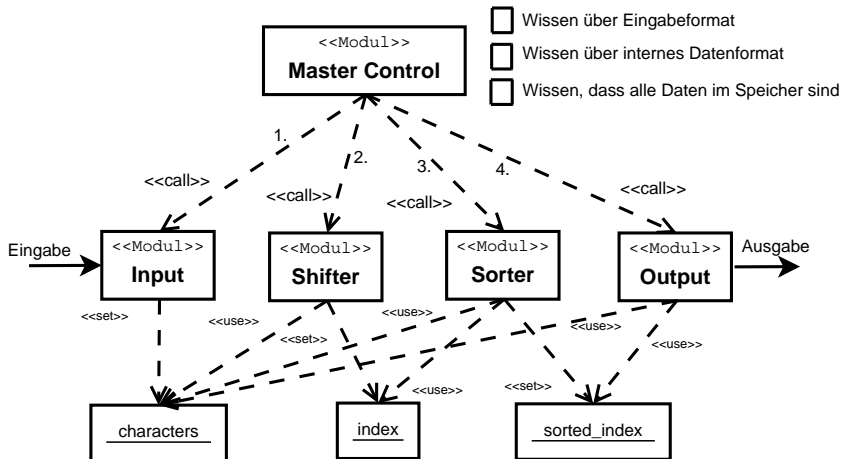 <<Modul>>
Master Control
Wissen über Eingabeformat
Wissen über internes Datenformat
Wissen, dass alle Daten im Speicher sind
1.
2.
3.
4.
<<call>>
<<call>>
<<call>>
<<call>>
Eingabe
<<Modul>>
Input
<<Modul>>
Shifter
<<Modul>>
Sorter
<<Modul>>
Output
Ausgabe
<<set>>
<<use>>
<<set>>
<<use>>
<<use>>
<<use>>
<<use>>
<<set>>
characters
index
sorted_index